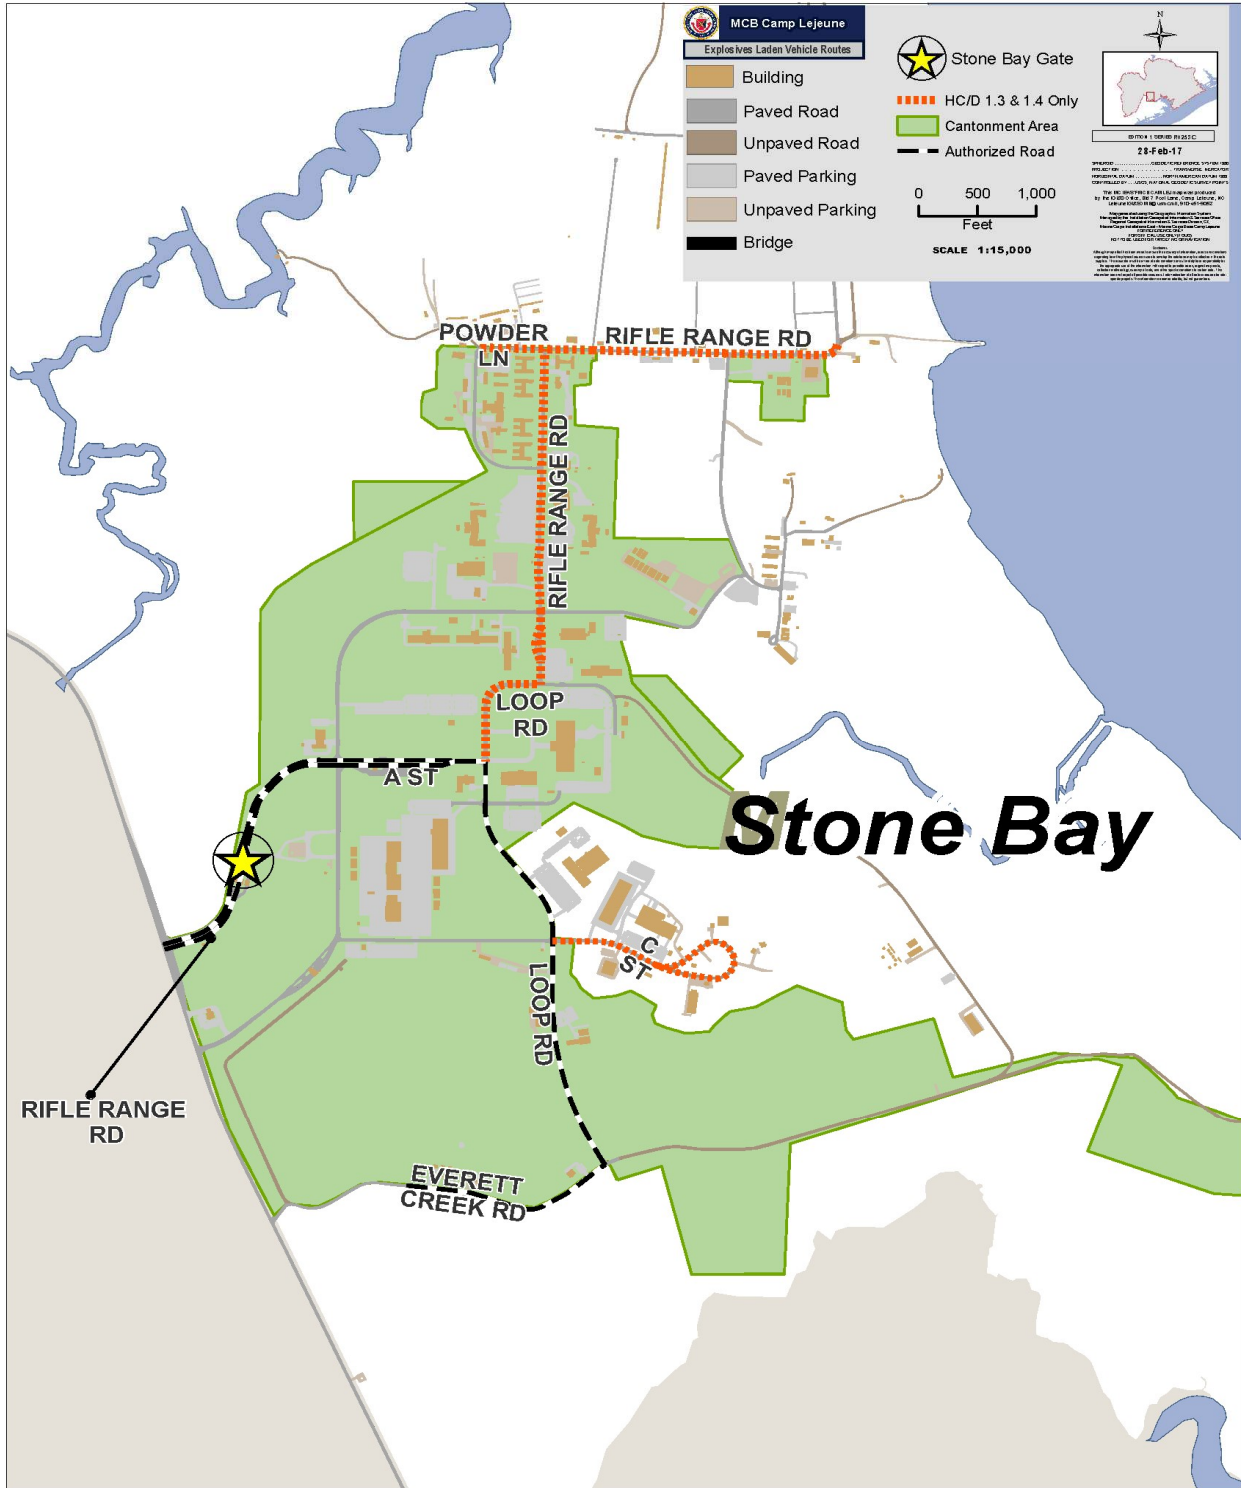 MCB Camp Lejeune
Explosives Laden Vehicle Routes
Building
Paved Road
Unpaved Road
Paved Parking
Unpaved Parking
Bridge
Stone Bay Gate
HC/D 1.3 & 1.4 Only
Cantonment Area
Authorized Road
0 500 1,000
Feet
SCALE 1:15,000
N
28-Feb-17
POWDER
LN
RIFLE RANGE RD
RIFLE RANGE RD
LOOP
RD
A ST
Stone Bay
C
ST
LOOP RD
RIFLE RANGE
RD
EVERETT
CREEK RD